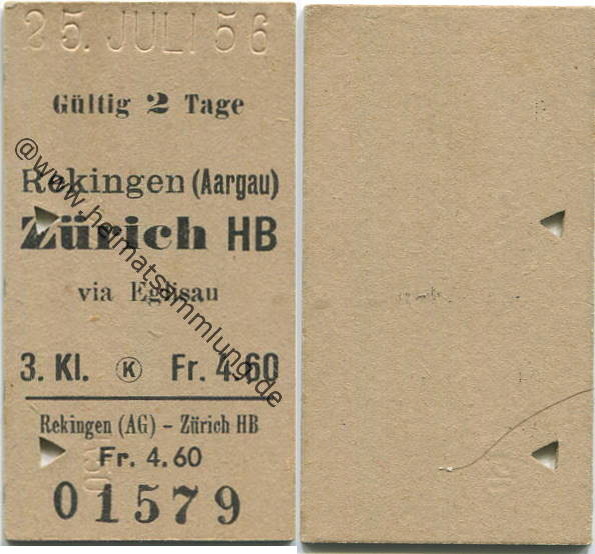 25. JULI 56
Gültig 2 Tage
Rekingen (Aargau)
Zürich HB
via Eglisau
3. Kl. K Fr. 4.60
Rekingen (AG) - Zürich HB
Fr. 4.60
01579
@www.heimatsammlung.de